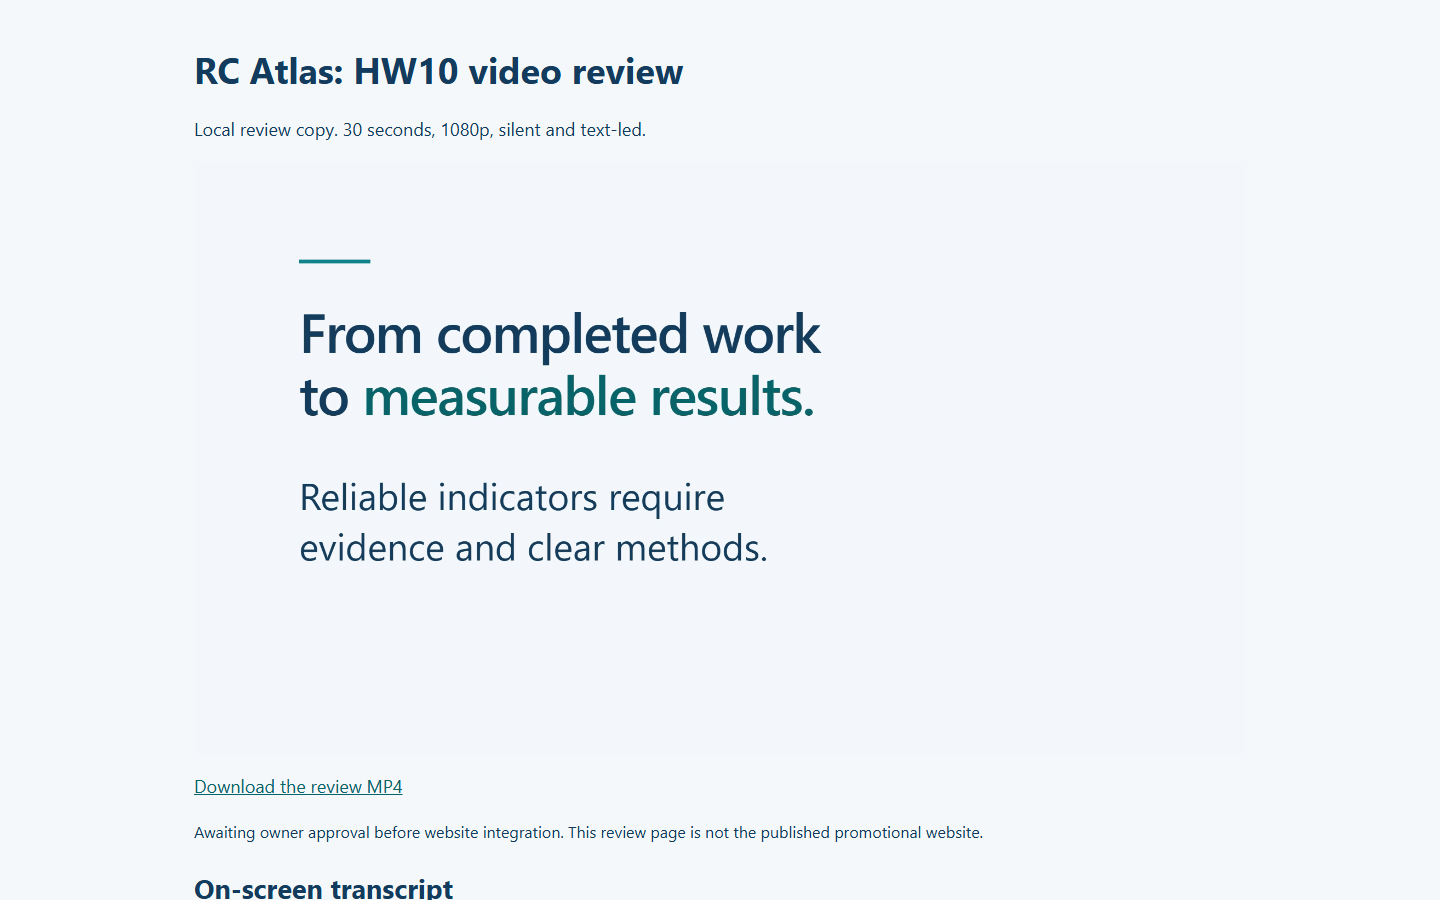 RC Atlas: HW10 video review
Local review copy. 30 seconds, 1080p, silent and text-led.
From completed work
to measurable results.
Reliable indicators require
evidence and clear methods.
Download the review MP4
Awaiting owner approval before website integration. This review page is not the published promotional website.
On-screen transcript